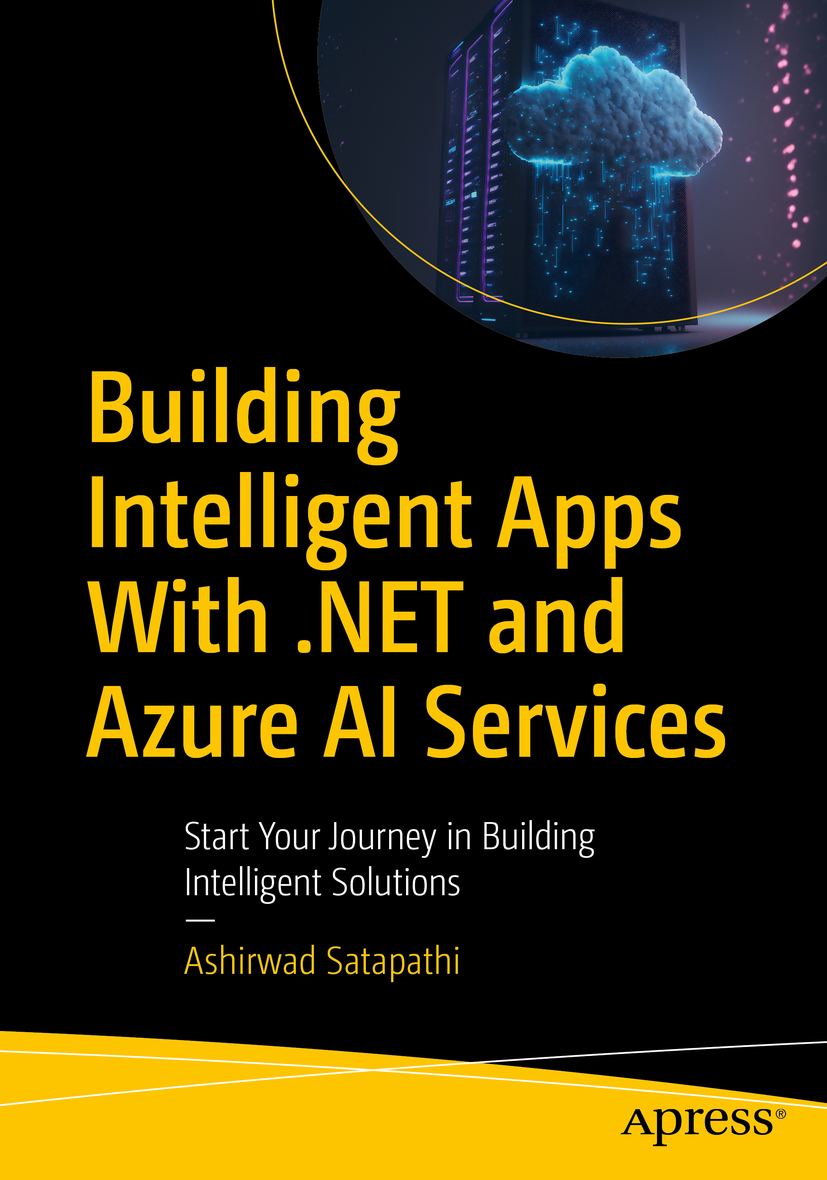 Building
Intelligent Apps
With .NET and
Azure AI Services
Start Your Journey in Building
Intelligent Solutions
—
Ashirwad Satapathi
Apress®